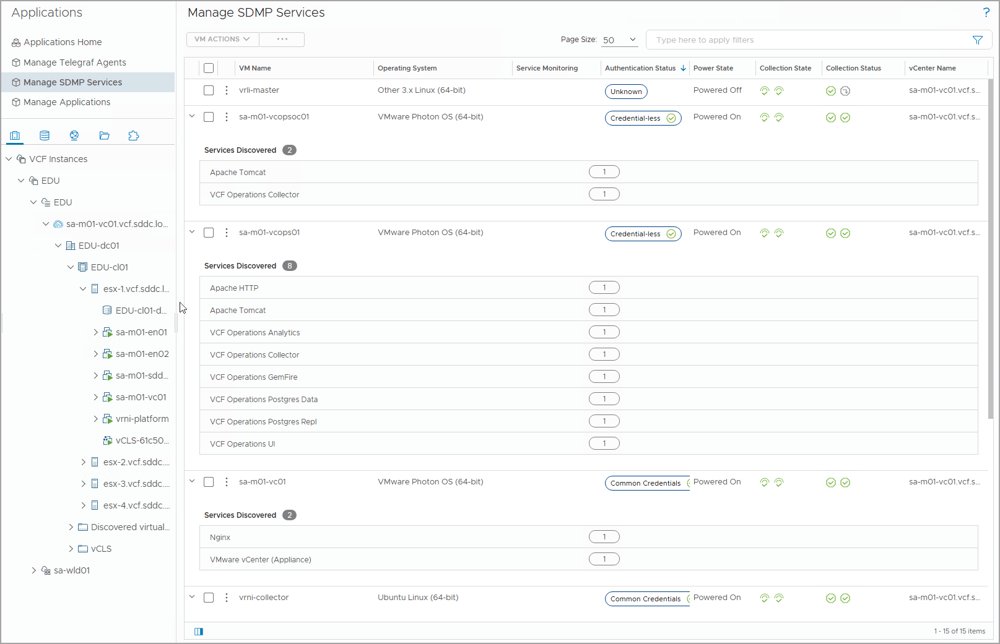 Applications
Applications Home
Manage Telegraf Agents
Manage SDMP Services
Manage Applications
VCF Instances
EDU
EDU
sa-m01-vc01.vcf.sddc.lo...
EDU-dc01
EDU-cl01
esx-1.vcf.sddc.l...
EDU-cl01-d...
sa-m01-en01
sa-m01-en02
sa-m01-sdd...
sa-m01-vc01
vrni-platform
vCLS-61c50...
esx-2.vcf.sddc....
esx-3.vcf.sddc....
esx-4.vcf.sddc....
Discovered virtual...
vCLS
sa-wld01
Manage SDMP Services
?
VM ACTIONS
...
Page Size: 50
Type here to apply filters
VM Name Operating System Service Monitoring Authentication Status Power State Collection State Collection Status vCenter Name
vrli-master Other 3.x Linux (64-bit) Unknown Powered Off sa-m01-vc01.vcf.s...
sa-m01-vcopsoc01 VMware Photon OS (64-bit) Credential-less Powered On sa-m01-vc01.vcf.s...
Services Discovered 2
Apache Tomcat 1
VCF Operations Collector 1
sa-m01-vcops01 VMware Photon OS (64-bit) Credential-less Powered On sa-m01-vc01.vcf.s...
Services Discovered 8
Apache HTTP 1
Apache Tomcat 1
VCF Operations Analytics 1
VCF Operations Collector 1
VCF Operations GemFire 1
VCF Operations Postgres Data 1
VCF Operations Postgres Repl 1
VCF Operations UI 1
sa-m01-vc01 VMware Photon OS (64-bit) Common Credentials Powered On sa-m01-vc01.vcf.s...
Services Discovered 2
Nginx 1
VMware vCenter (Appliance) 1
vrni-collector Ubuntu Linux (64-bit) Common Credentials Powered On sa-m01-vc01.vcf.s...
1 - 15 of 15 items